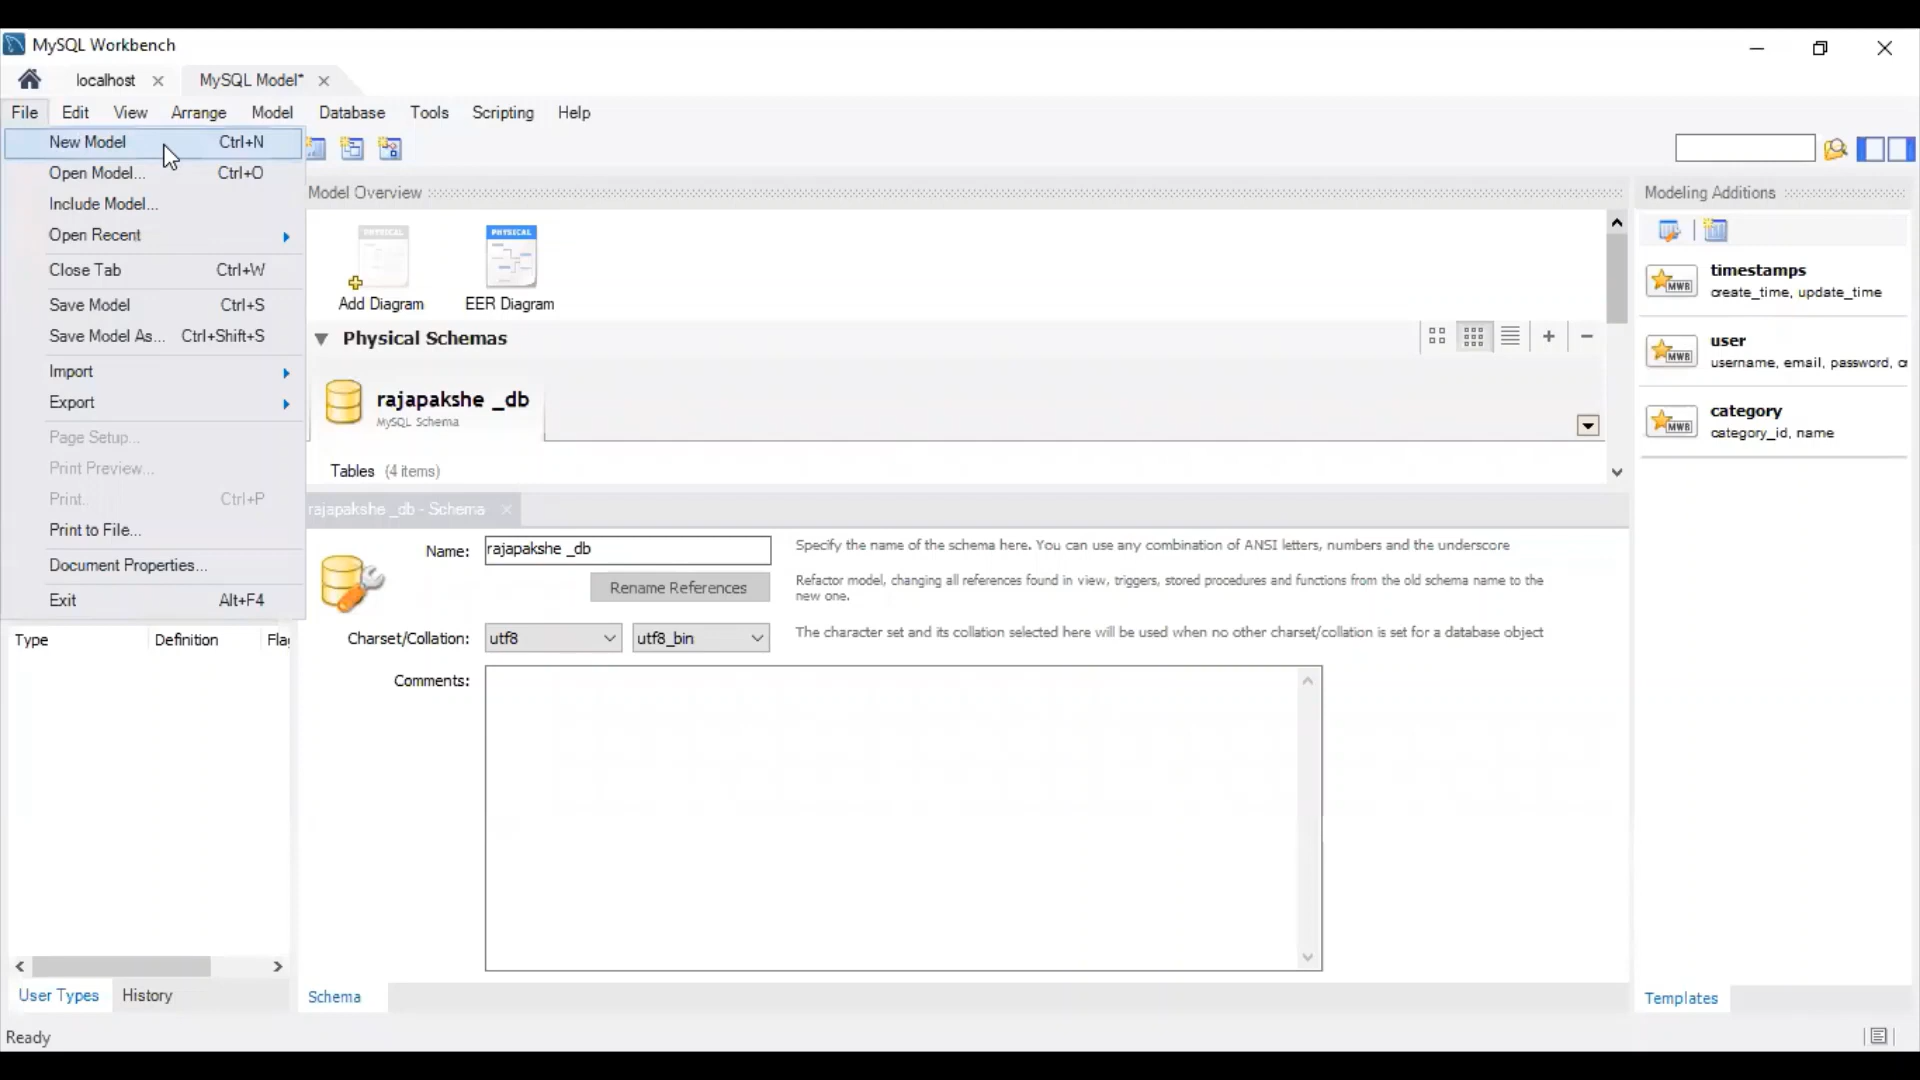 MySQL Workbench
localhost
MySQL Model*
File Edit View Arrange Model Database Tools Scripting Help
New Model Ctrl+N
Open Model... Ctrl+O
Include Model...
Open Recent
Close Tab Ctrl+W
Save Model Ctrl+S
Save Model As... Ctrl+Shift+S
Import
Export
Page Setup...
Print Preview...
Print.. Ctrl+P
Print to File...
Document Properties...
Exit Alt+F4
Type Definition Flag
User Types History
Ready
Model Overview
PHYSICAL PHYSICAL
Add Diagram EER Diagram
Physical Schemas
rajapakshe _db
MySQL Schema
Tables (4 items)
rajapakshe _db - Schema
Name: rajapakshe _db
Specify the name of the schema here. You can use any combination of ANSI letters, numbers and the underscore
Rename References
Refactor model, changing all references found in view, triggers, stored procedures and functions from the old schema name to the
new one.
Charset/Collation: utf8 utf8_bin
The character set and its collation selected here will be used when no other charset/collation is set for a database object
Comments:
Schema
Modeling Additions
MWB
timestamps
create_time, update_time
MWB
user
username, email, password, c
MWB
category
category_id, name
Templates